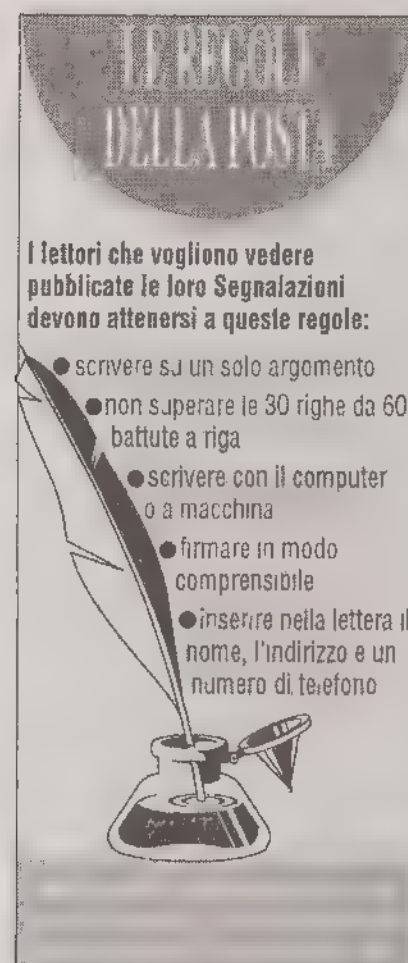 LE REGOLE
DELLA POSTA
I lettori che vogliono vedere
pubblicate le loro Segnalazioni
devono attenersi a queste regole:
● scrivere su un solo argomento
● non superare le 30 righe da 60
battute a riga
● scrivere con il computer
o a macchina
● firmare in modo
comprensibile
● inserire nella lettera il
nome, l'indirizzo e un
numero di telefono